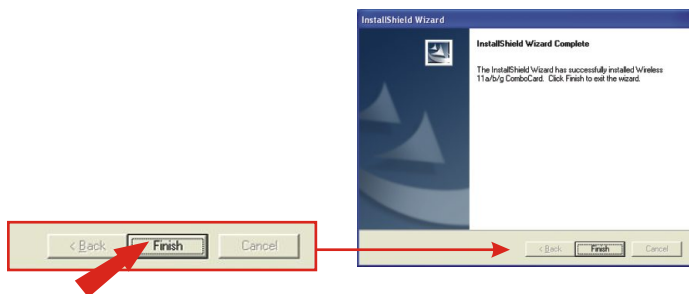 InstallShield Wizard
InstallShield Wizard Complete
The InstallShield Wizard has successfully installed Wireless
11a/b/g ComboCard. Click Finish to exit the wizard.
< Back Finish Cancel
< Back Finish Cancel